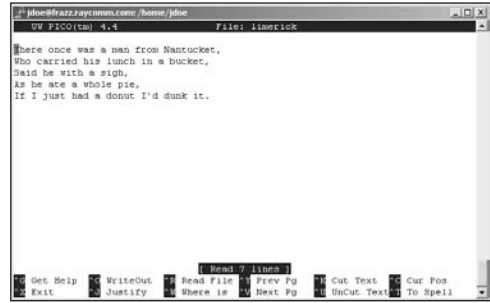 jdoe@frazz.raycomm.com: /home/jdoe
UW PICO(tm) 4.4 File: limerick
There once was a man from Nantucket,
Who carried his lunch in a bucket,
Said he with a sigh,
As he ate a whole pie,
If I just had a donut I'd dunk it.
[ Read 7 lines ]
^G Get Help ^O WriteOut ^R Read File ^Y Prev Pg ^K Cut Text ^C Cur Pos
^X Exit ^J Justify ^W Where is ^V Next Pg ^U UnCut Text ^T To Spell